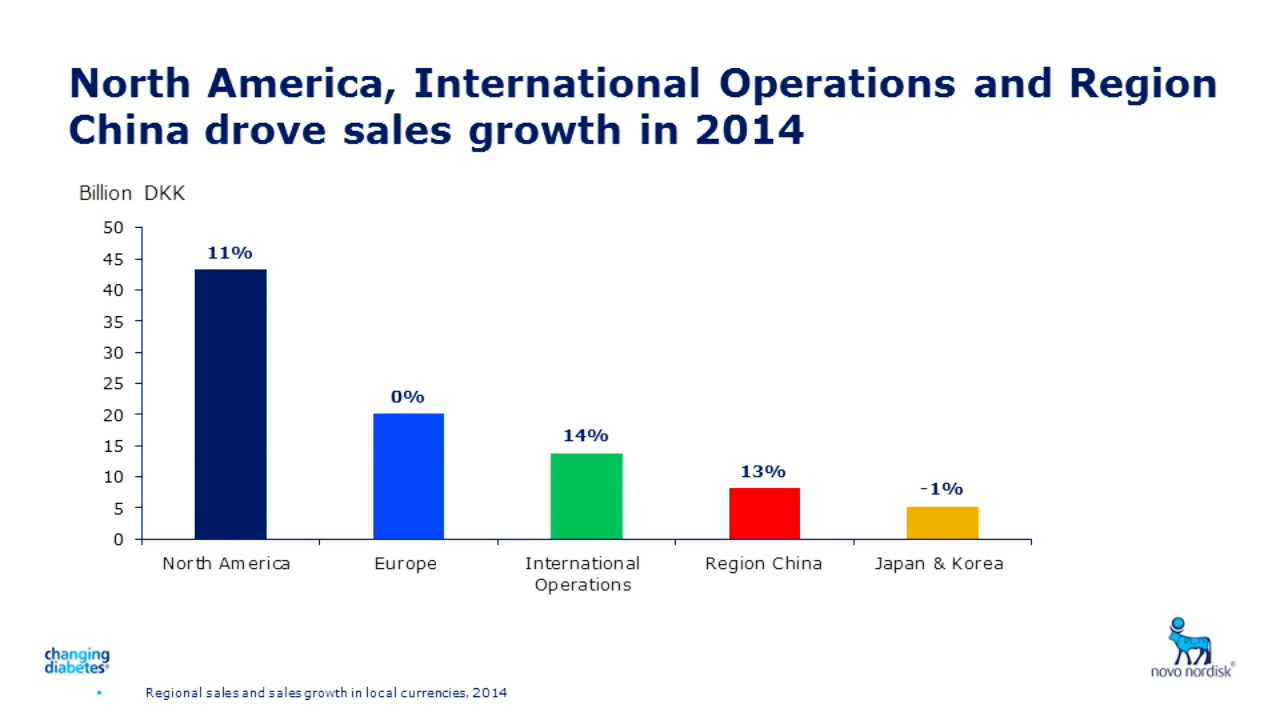 North America, International Operations and Region
China drove sales growth in 2014
Billion DKK
50
45
40
35
30
25
20
15
10
5
0
11%
0%
14%
13%
-1%
North America
Europe
International
Operations
Region China
Japan & Korea
changing
diabetes®
novo nordisk®
• Regional sales and sales growth in local currencies, 2014